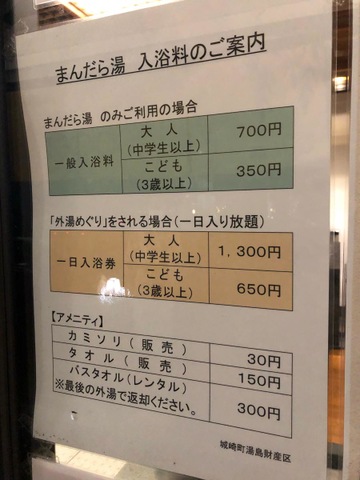 まんだら湯 入浴料のご案内
まんだら湯 のみご利用の場合
一般入浴料
大人
(中学生以上)
700円
こども
(3歳以上)
350円
「外湯めぐり」をされる場合(一日入り放題)
一日入浴券
大人
(中学生以上)
1,300円
こども
(3歳以上)
650円
【アメニティ】
カミソリ(販売) 30円
タオル(販売) 150円
バスタオル(レンタル)
※最後の外湯で返却ください。 300円
城崎町湯島財産区